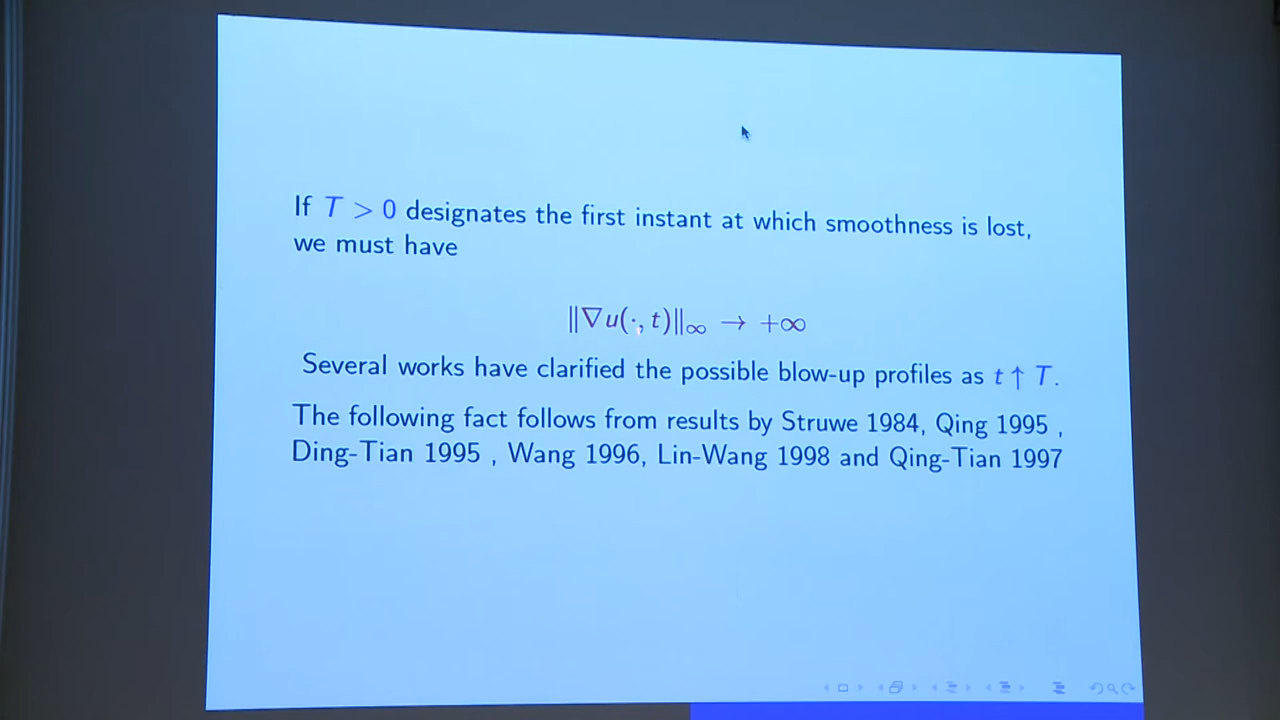 If T > 0 designates the first instant at which smoothness is lost,
we must have
‖∇u(·, t)‖∞ → +∞
Several works have clarified the possible blow-up profiles as t ↑ T.
The following fact follows from results by Struwe 1984, Qing 1995 ,
Ding-Tian 1995 , Wang 1996, Lin-Wang 1998 and Qing-Tian 1997